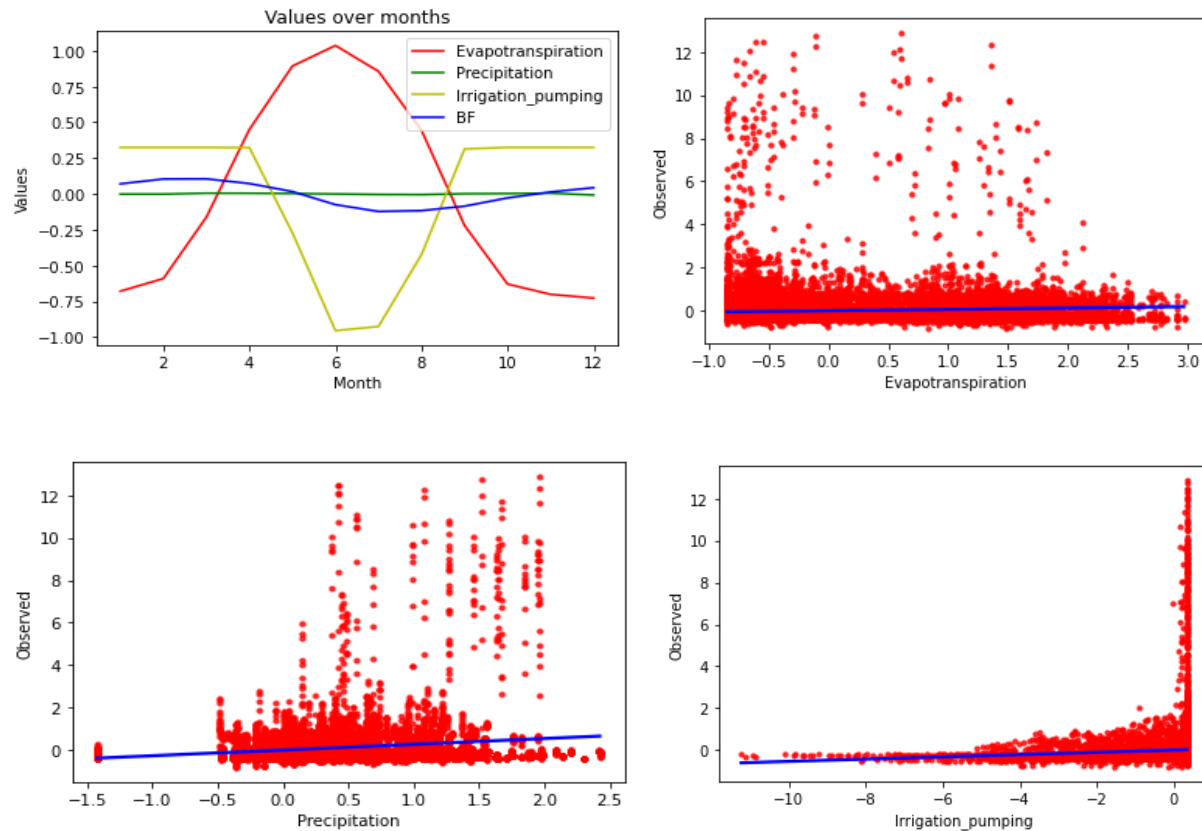 Values over months
1.00
0.75
0.50
0.25
0.00
−0.25
−0.50
−0.75
−1.00
Values
2 4 6 8 10 12
Month
Evapotranspiration
Precipitation
Irrigation_pumping
BF
12
10
8
6
4
2
0
Observed
−1.0 −0.5 0.0 0.5 1.0 1.5 2.0 2.5 3.0
Evapotranspiration
12
10
8
6
4
2
0
Observed
−1.5 −1.0 −0.5 0.0 0.5 1.0 1.5 2.0 2.5
Precipitation
12
10
8
6
4
2
0
Observed
−10 −8 −6 −4 −2 0
Irrigation_pumping